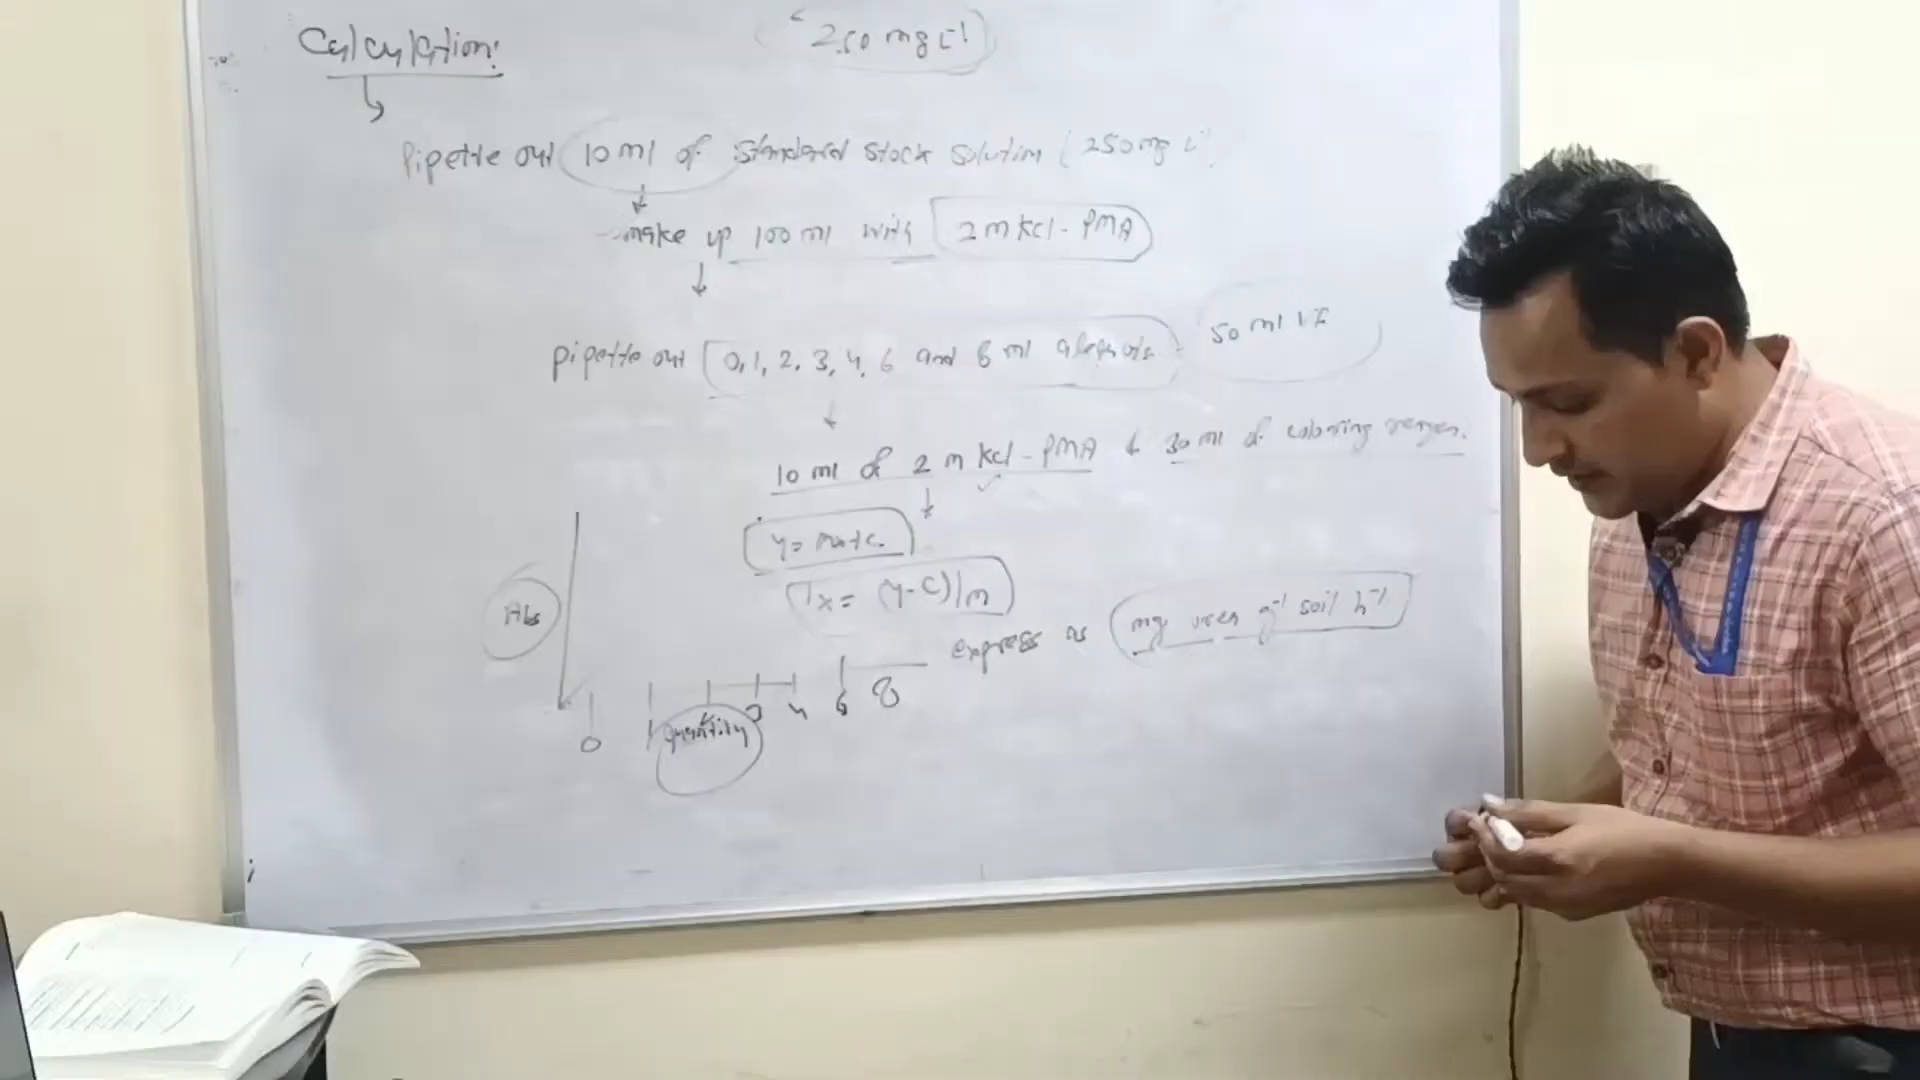 Calculation:
250 mg L-1
Pipette out 10 ml of standard stock solution (250 mg L-1
make up 100 ml with 2 m kcl - PMA
pipette out 0, 1, 2, 3, 4, 6 and 8 ml aliquots 50 ml V.F
10 ml of 2 m kcl - PMA & 30 ml of coloring reagen.
y = mx+c.
x = (y-c)/m
Abs
express as mg urea g-1 soil h-1
0 1 3 4 6 8
quantity